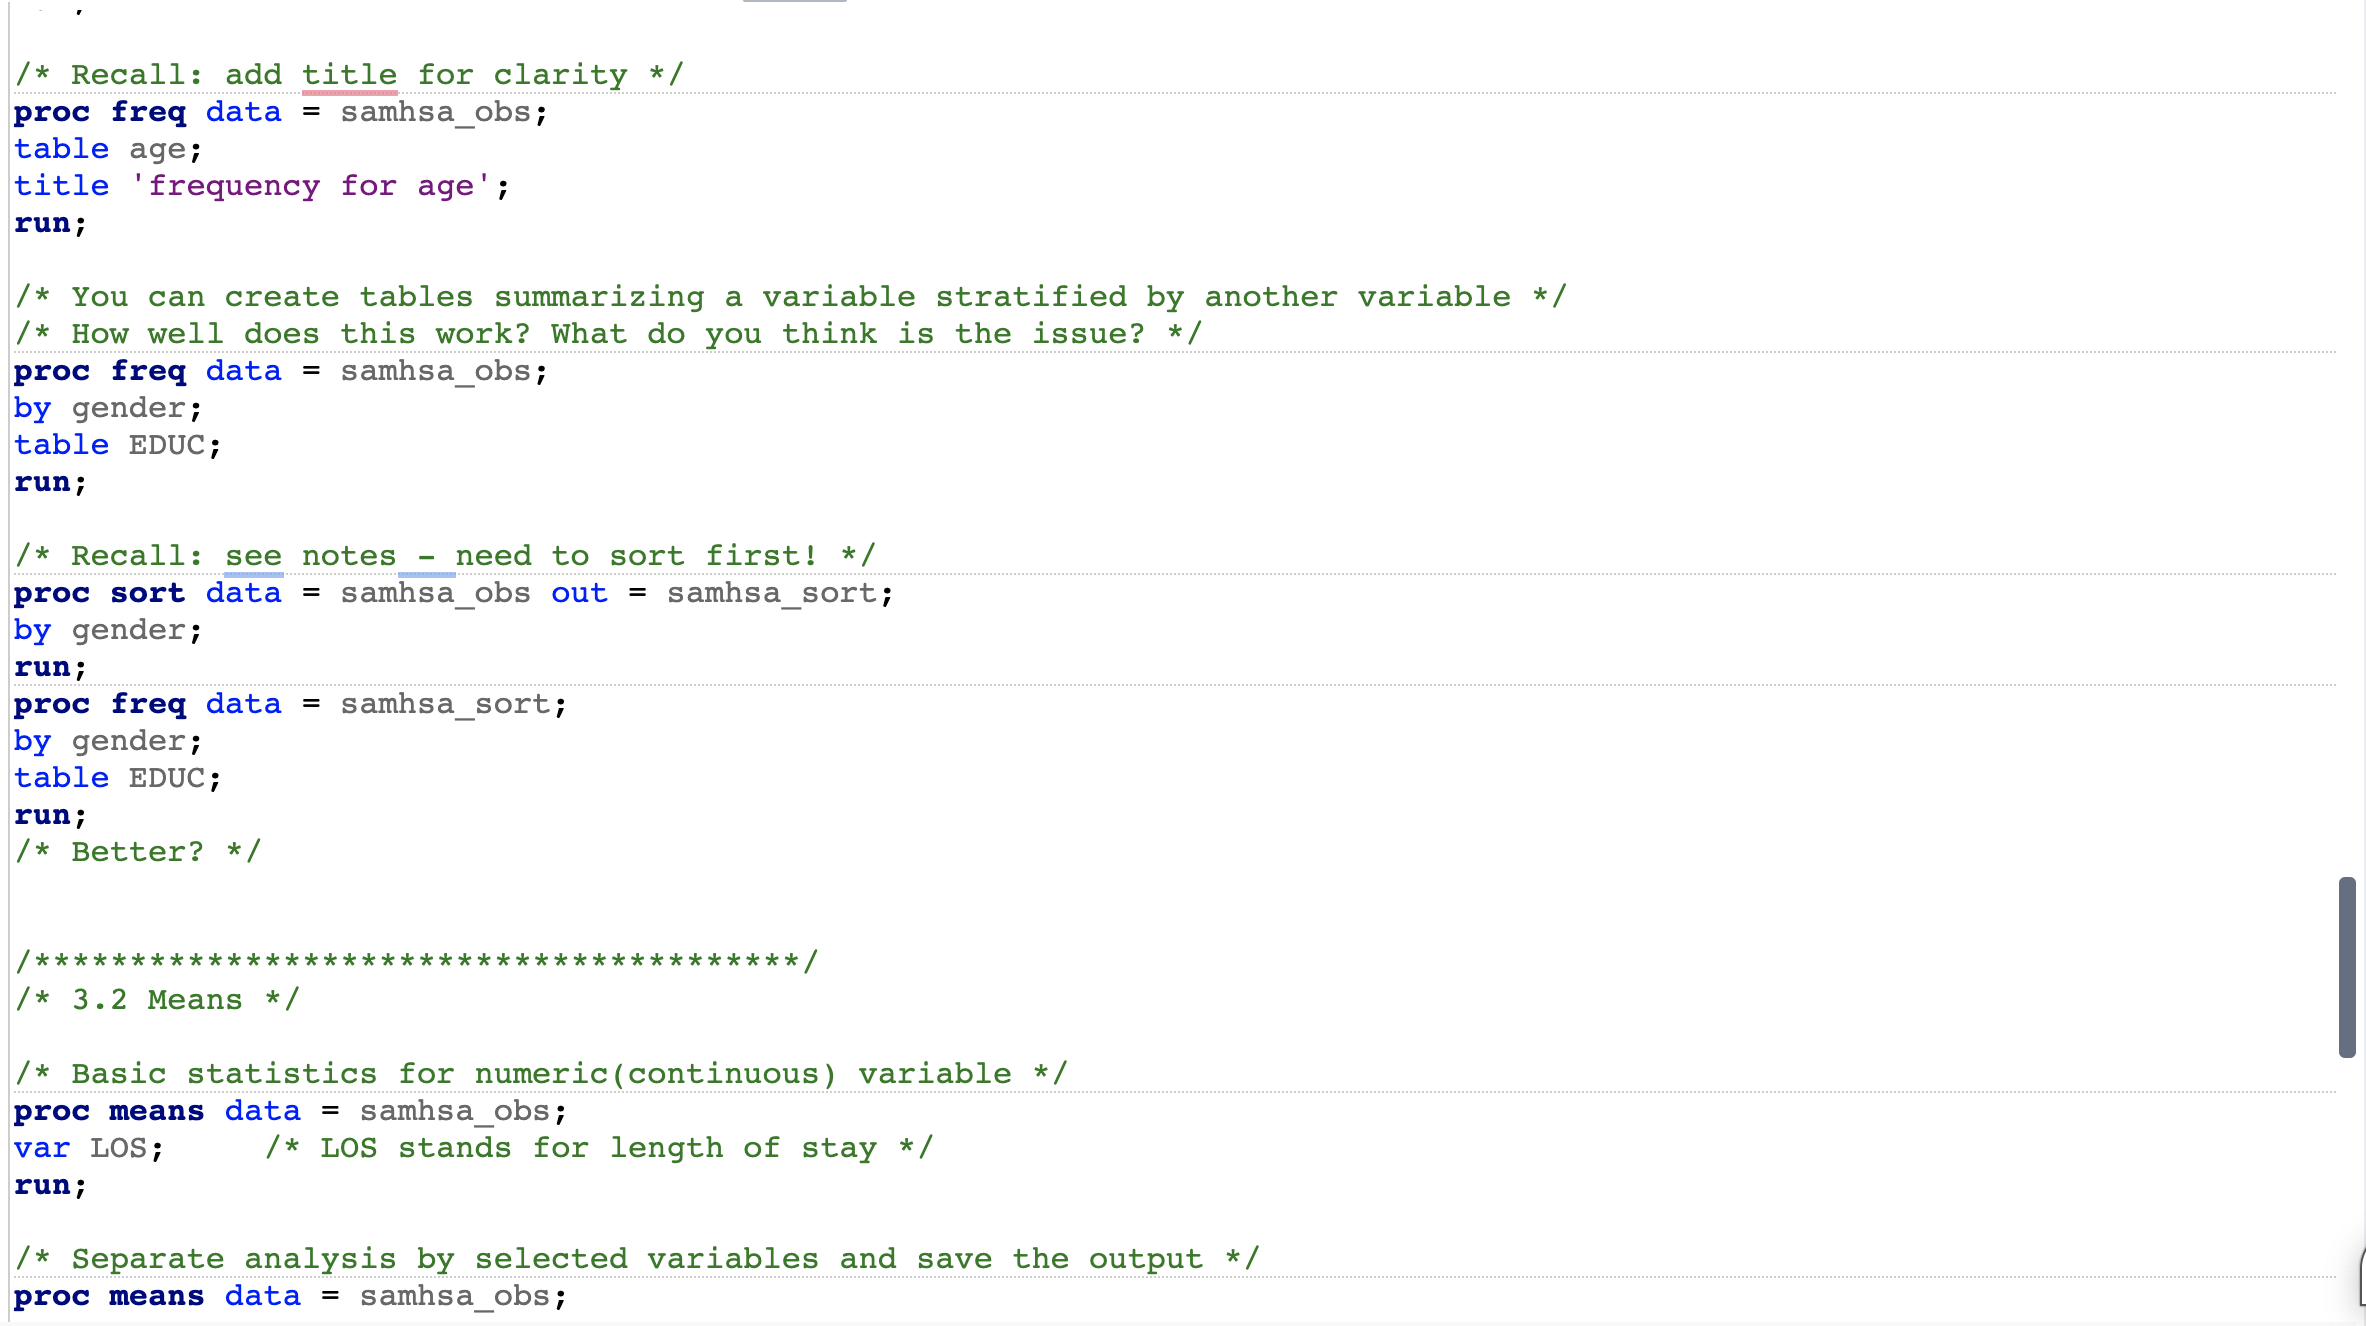 /* Recall: add title for clarity */
proc freq data = samhsa_obs;
table age;
title 'frequency for age';
run;
/* You can create tables summarizing a variable stratified by another variable */
/* How well does this work? What do you think is the issue? */
proc freq data = samhsa_obs;
by gender;
table EDUC;
run;
/* Recall: see notes – need to sort first! */
proc sort data = samhsa_obs out = samhsa_sort;
by gender;
run;
proc freq data = samhsa_sort;
by gender;
table EDUC;
run;
/* Better? */
/****************************************/
/* 3.2 Means */
/* Basic statistics for numeric(continuous) variable */
proc means data = samhsa_obs;
var LOS; /* LOS stands for length of stay */
run;
/* Separate analysis by selected variables and save the output */
proc means data = samhsa_obs;